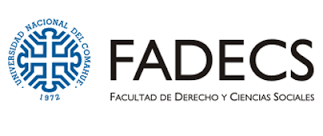 · UNIVERSIDAD NACIONAL DEL COMAHUE ·
1972
FADECS
FACULTAD DE DERECHO Y CIENCIAS SOCIALES